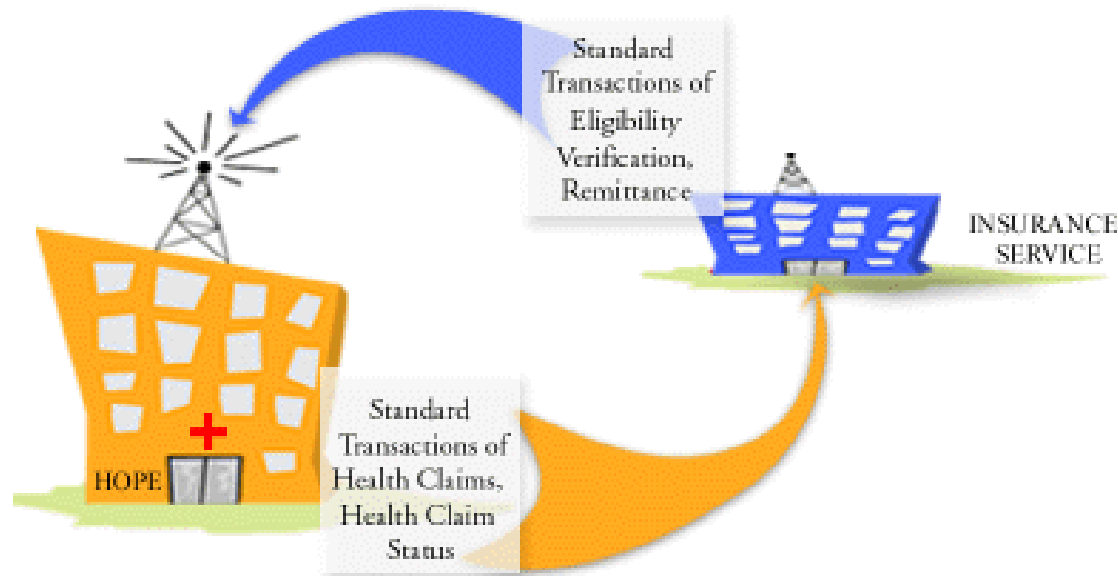 Standard
Transactions of
Eligibility
Verification,
Remittance
INSURANCE
SERVICE
Standard
Transactions of
Health Claims,
Health Claim
Status
HOPE